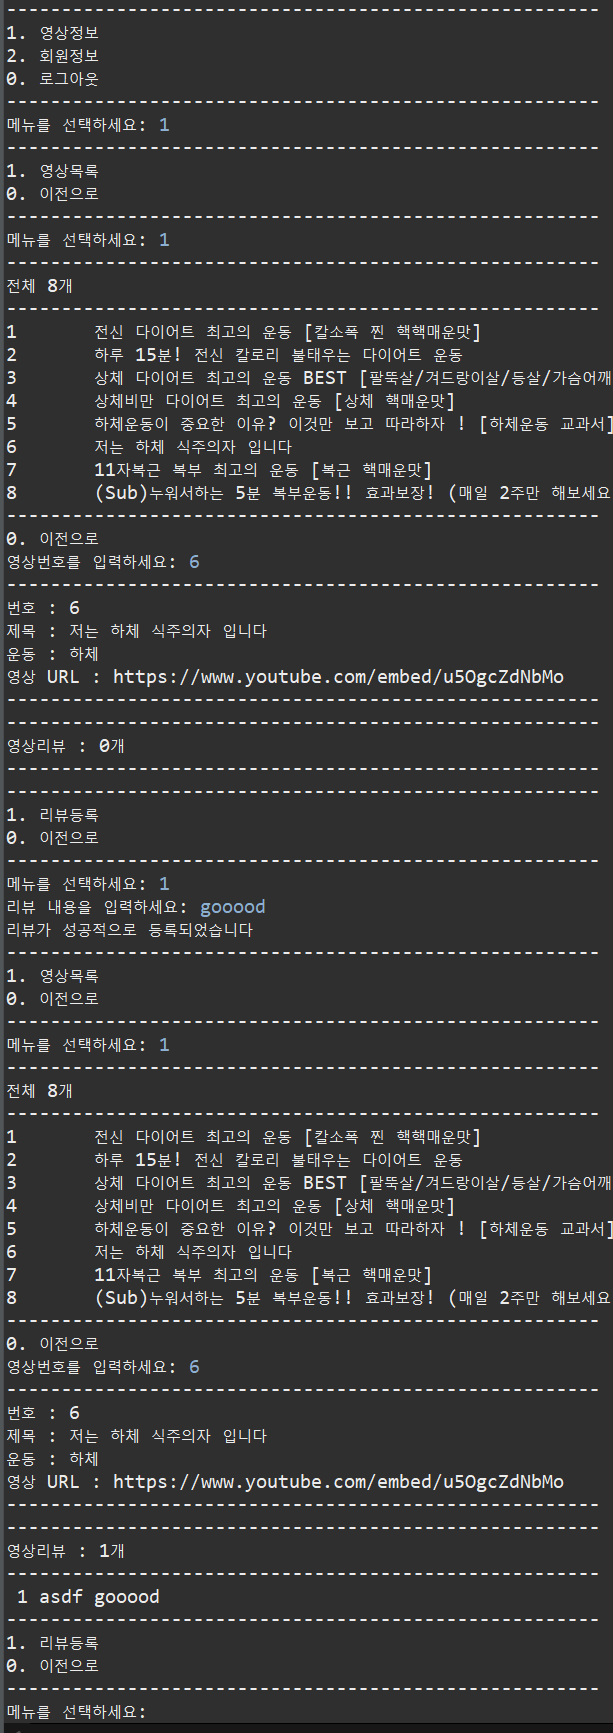 ------------------------------------------------------
1. 영상정보
2. 회원정보
0. 로그아웃
------------------------------------------------------
메뉴를 선택하세요: 1
------------------------------------------------------
1. 영상목록
0. 이전으로
------------------------------------------------------
메뉴를 선택하세요: 1
------------------------------------------------------
전체 8개
------------------------------------------------------
1 전신 다이어트 최고의 운동 [칼소폭 찐 핵핵매운맛]
2 하루 15분! 전신 칼로리 불태우는 다이어트 운동
3 상체 다이어트 최고의 운동 BEST [팔뚝살/겨드랑이살/등살/가슴어깨
4 상체비만 다이어트 최고의 운동 [상체 핵매운맛]
5 하체운동이 중요한 이유? 이것만 보고 따라하자 ! [하체운동 교과서]
6 저는 하체 식주의자 입니다
7 11자복근 복부 최고의 운동 [복근 핵매운맛]
8 (Sub)누워서하는 5분 복부운동!! 효과보장! (매일 2주만 해보세요
------------------------------------------------------
0. 이전으로
영상번호를 입력하세요: 6
------------------------------------------------------
번호 : 6
제목 : 저는 하체 식주의자 입니다
운동 : 하체
영상 URL : https://www.youtube.com/embed/u5OgcZdNbMo
------------------------------------------------------
------------------------------------------------------
영상리뷰 : 0개
------------------------------------------------------
------------------------------------------------------
1. 리뷰등록
0. 이전으로
------------------------------------------------------
메뉴를 선택하세요: 1
리뷰 내용을 입력하세요: gooood
리뷰가 성공적으로 등록되었습니다
------------------------------------------------------
1. 영상목록
0. 이전으로
------------------------------------------------------
메뉴를 선택하세요: 1
------------------------------------------------------
전체 8개
------------------------------------------------------
1 전신 다이어트 최고의 운동 [칼소폭 찐 핵핵매운맛]
2 하루 15분! 전신 칼로리 불태우는 다이어트 운동
3 상체 다이어트 최고의 운동 BEST [팔뚝살/겨드랑이살/등살/가슴어깨
4 상체비만 다이어트 최고의 운동 [상체 핵매운맛]
5 하체운동이 중요한 이유? 이것만 보고 따라하자 ! [하체운동 교과서]
6 저는 하체 식주의자 입니다
7 11자복근 복부 최고의 운동 [복근 핵매운맛]
8 (Sub)누워서하는 5분 복부운동!! 효과보장! (매일 2주만 해보세요
------------------------------------------------------
0. 이전으로
영상번호를 입력하세요: 6
------------------------------------------------------
번호 : 6
제목 : 저는 하체 식주의자 입니다
운동 : 하체
영상 URL : https://www.youtube.com/embed/u5OgcZdNbMo
------------------------------------------------------
------------------------------------------------------
영상리뷰 : 1개
------------------------------------------------------
1 asdf gooood
------------------------------------------------------
1. 리뷰등록
0. 이전으로
------------------------------------------------------
메뉴를 선택하세요: